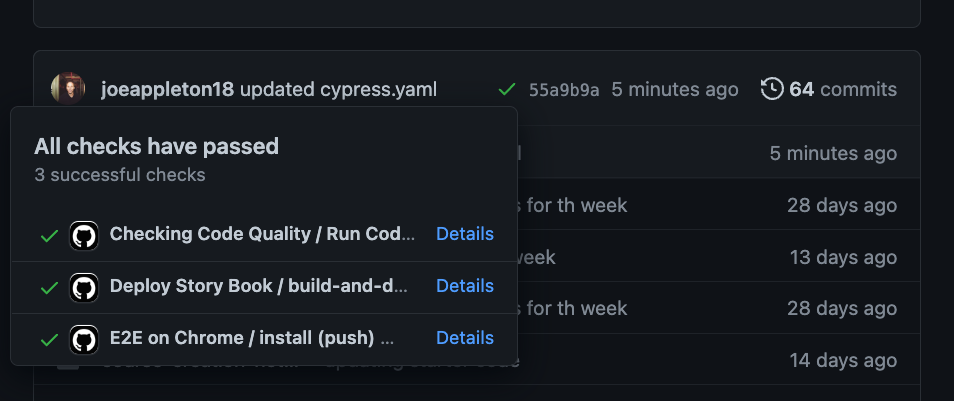 joeappleton18 updated cypress.yaml 55a9b9a 5 minutes ago 64 commits
All checks have passed
3 successful checks
5 minutes ago
for th week 28 days ago
Checking Code Quality / Run Cod... Details
week 13 days ago
Deploy Story Book / build-and-d... Details
for th week 28 days ago
E2E on Chrome / install (push) ... Details
14 days ago